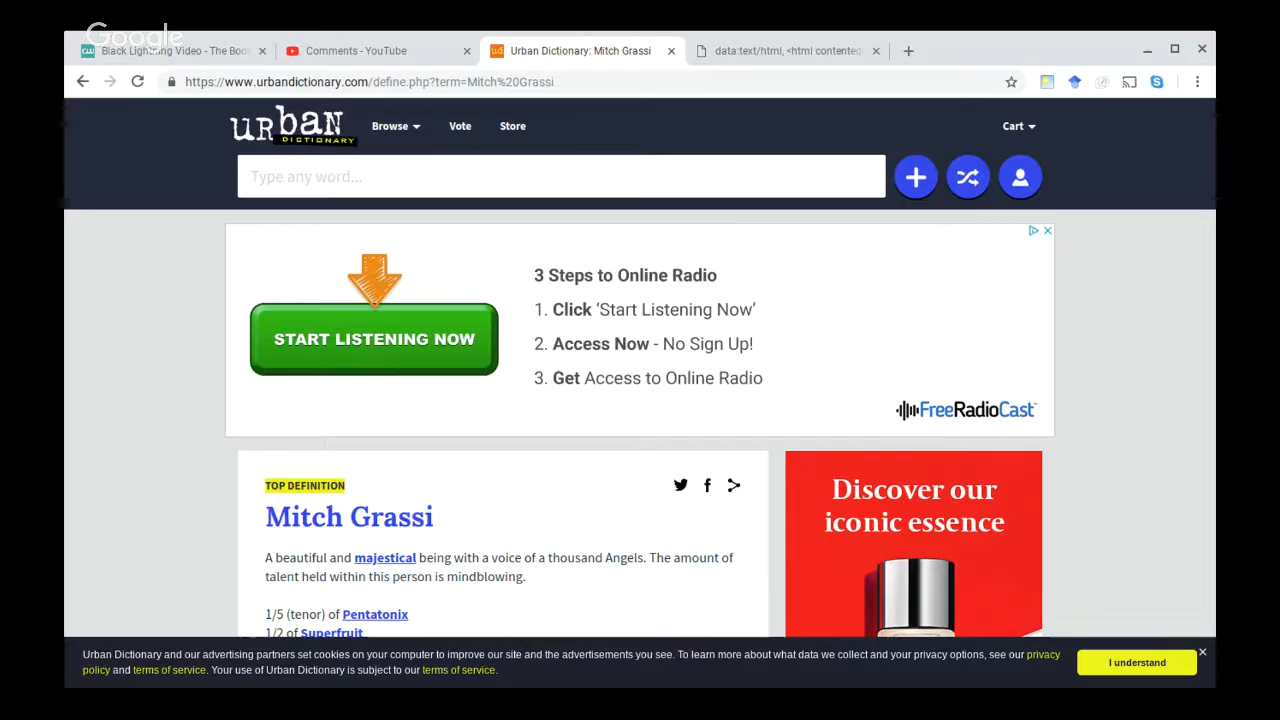 Google
Black Lightning Video - The Boo
Comments - YouTube
ud
Urban Dictionary: Mitch Grassi
data:text/html, <html contented
https://www.urbandictionary.com/define.php?term=Mitch%20Grassi
urban
DICTIONARY
Browse
Vote
Store
Cart
Type any word...
START LISTENING NOW
3 Steps to Online Radio
1. Click ‘Start Listening Now’
2. Access Now - No Sign Up!
3. Get Access to Online Radio
FreeRadioCast
TOP DEFINITION
Mitch Grassi
A beautiful and majestical being with a voice of a thousand Angels. The amount of
talent held within this person is mindblowing.
1/5 (tenor) of Pentatonix
1/2 of Superfruit
Discover our
iconic essence
Urban Dictionary and our advertising partners set cookies on your computer to improve our site and the advertisements you see. To learn more about what data we collect and your privacy options, see our privacy
policy and terms of service. Your use of Urban Dictionary is subject to our terms of service.
I understand